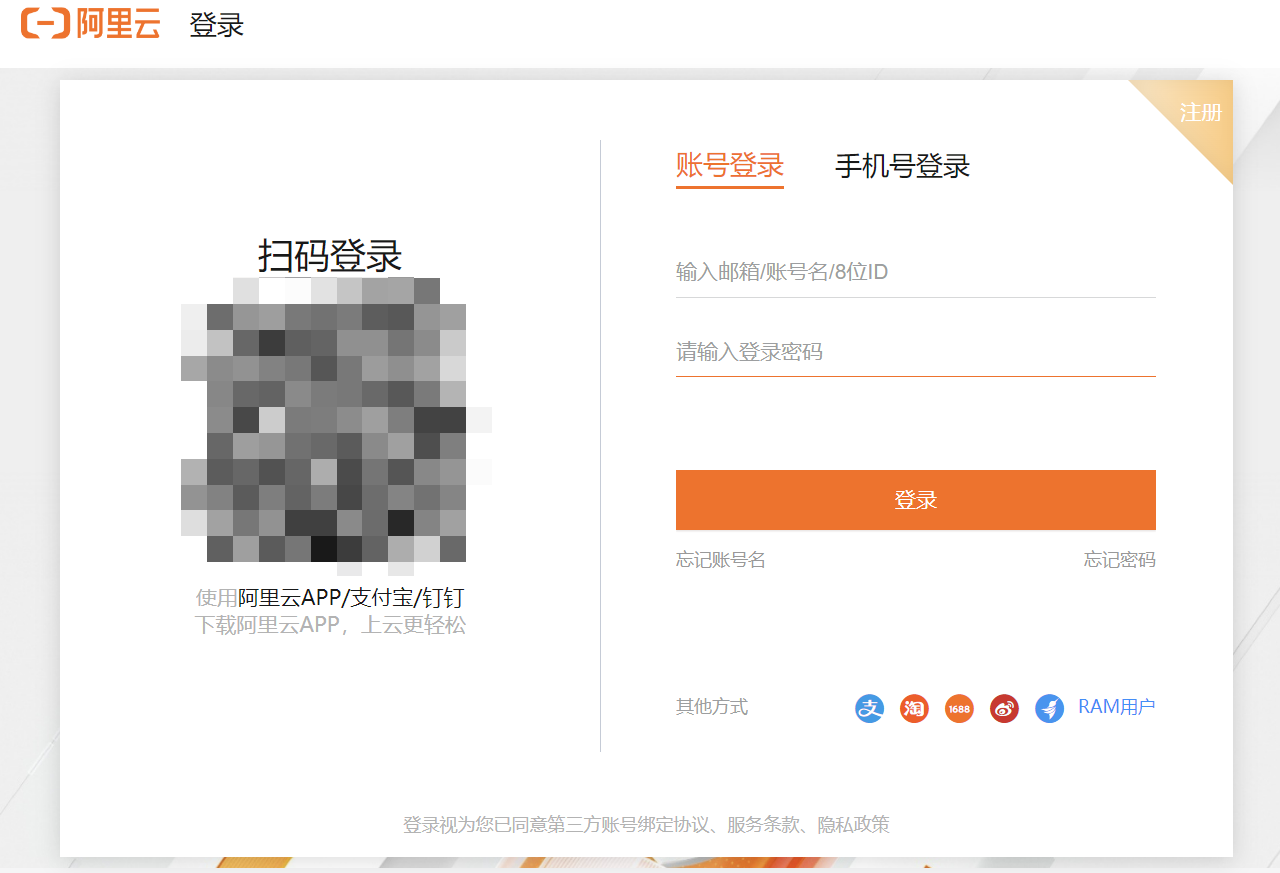 阿里云 登录
注册
扫码登录
使用阿里云APP/支付宝/钉钉
下载阿里云APP，上云更轻松
账号登录 手机号登录
输入邮箱/账号名/8位ID
请输入登录密码
登录
忘记账号名 忘记密码
其他方式 支 淘 1688 RAM用户
登录视为您已同意第三方账号绑定协议、服务条款、隐私政策